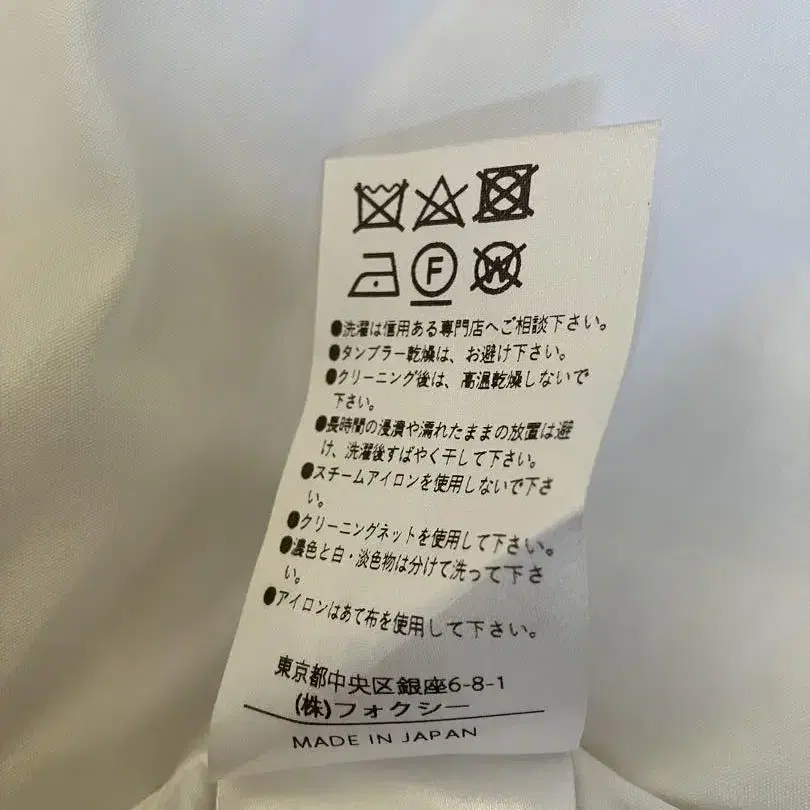 F
W
●洗濯は信用ある専門店へご相談下さい。
●タンブラー乾燥は、お避け下さい。
●クリーニング後は、高温乾燥しないで
下さい。
●長時間の浸漬や濡れたままの放置は避
け、洗濯後すばやく干して下さい。
●スチームアイロンを使用しないで下さ
い。
●クリーニングネットを使用して下さい。
●濃色と白・淡色物は分けて洗って下さ
い。
●アイロンはあて布を使用して下さい。
東京都中央区銀座6-8-1
(株)フォクシー
MADE IN JAPAN